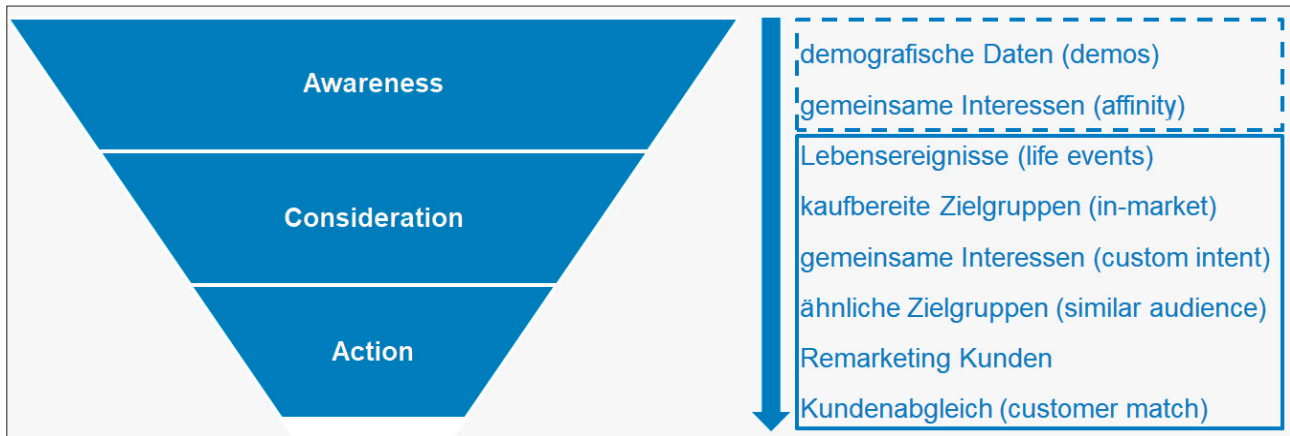 Awareness
Consideration
Action
demografische Daten (demos)
gemeinsame Interessen (affinity)
Lebensereignisse (life events)
kaufbereite Zielgruppen (in-market)
gemeinsame Interessen (custom intent)
ähnliche Zielgruppen (similar audience)
Remarketing Kunden
Kundenabgleich (customer match)